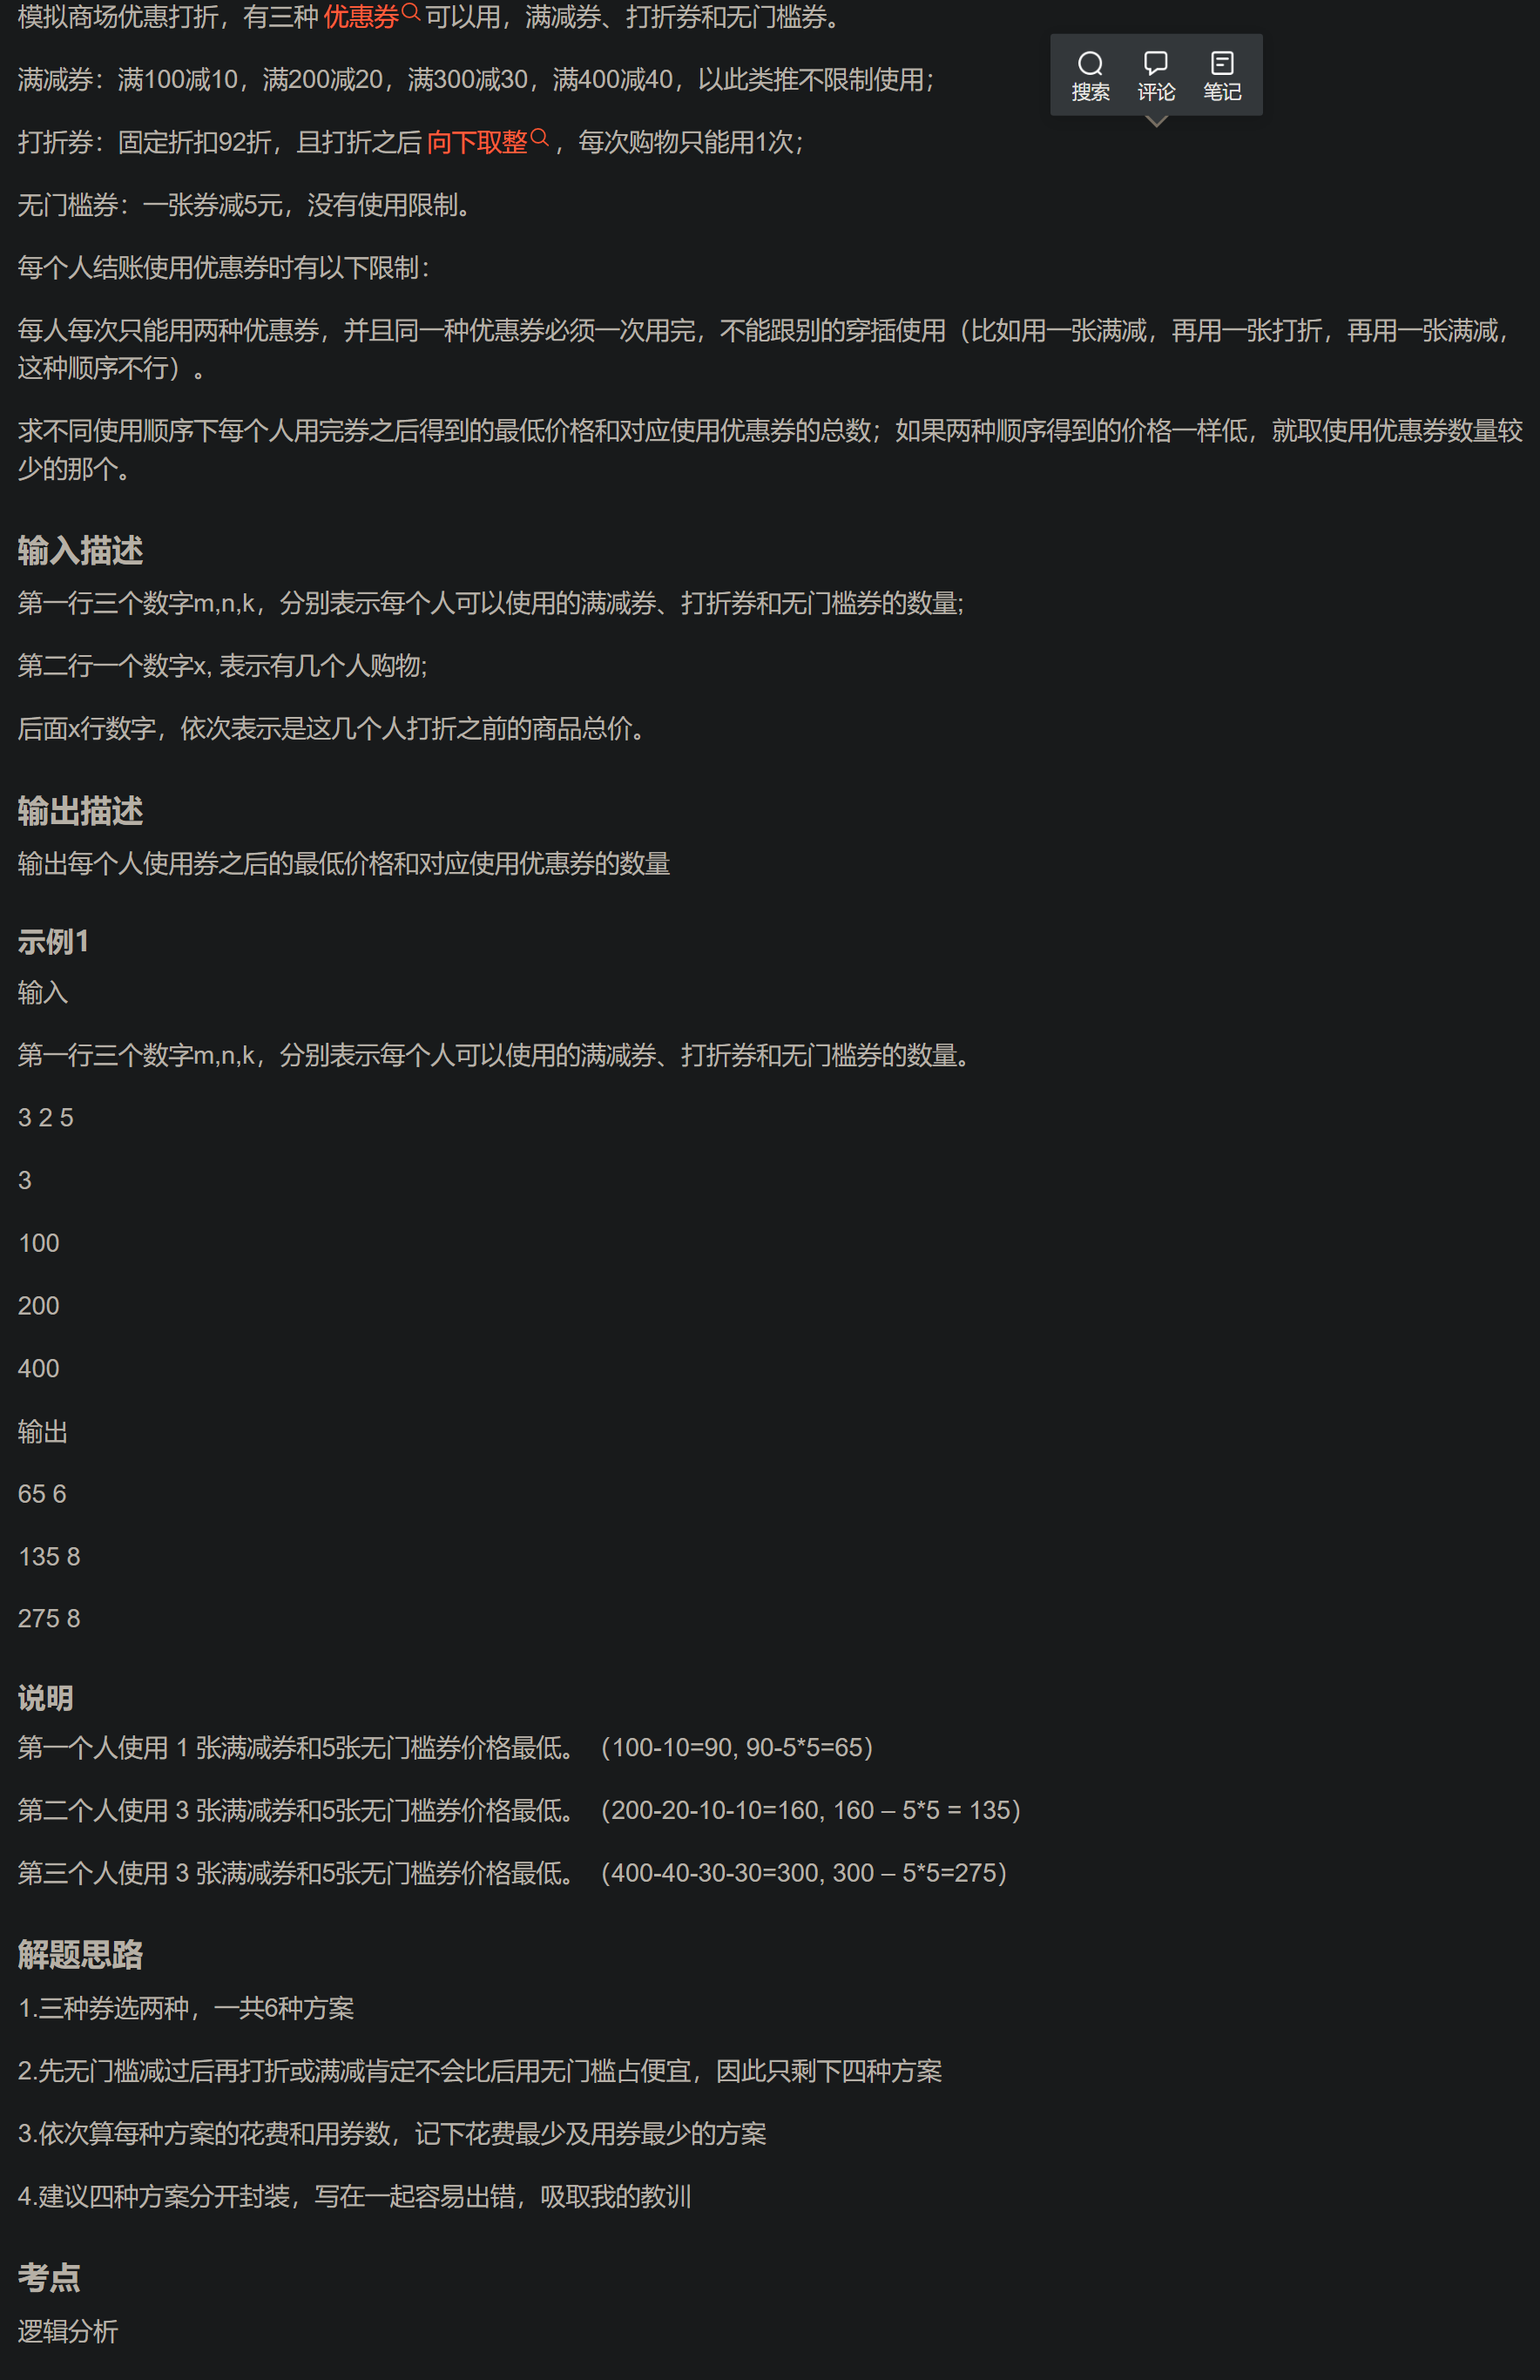 模拟商场优惠打折，有三种 优惠券 可以用，满减券、打折券和无门槛券。
搜索 评论 笔记
满减券：满100减10，满200减20，满300减30，满400减40，以此类推不限制使用；
打折券：固定折扣92折，且打折之后 向下取整 ，每次购物只能用1次；
无门槛券：一张券减5元，没有使用限制。
每个人结账使用优惠券时有以下限制：
每人每次只能用两种优惠券，并且同一种优惠券必须一次用完，不能跟别的穿插使用（比如用一张满减，再用一张打折，再用一张满减，
这种顺序不行）。
求不同使用顺序下每个人用完券之后得到的最低价格和对应使用优惠券的总数；如果两种顺序得到的价格一样低，就取使用优惠券数量较
少的那个。
输入描述
第一行三个数字m,n,k，分别表示每个人可以使用的满减券、打折券和无门槛券的数量;
第二行一个数字x, 表示有几个人购物;
后面x行数字，依次表示是这几个人打折之前的商品总价。
输出描述
输出每个人使用券之后的最低价格和对应使用优惠券的数量
示例1
输入
第一行三个数字m,n,k，分别表示每个人可以使用的满减券、打折券和无门槛券的数量。
3 2 5
3
100
200
400
输出
65 6
135 8
275 8
说明
第一个人使用 1 张满减券和5张无门槛券价格最低。（100-10=90, 90-5*5=65）
第二个人使用 3 张满减券和5张无门槛券价格最低。（200-20-10-10=160, 160 – 5*5 = 135）
第三个人使用 3 张满减券和5张无门槛券价格最低。（400-40-30-30=300, 300 – 5*5=275）
解题思路
1.三种券选两种，一共6种方案
2.先无门槛减过后再打折或满减肯定不会比后用无门槛占便宜，因此只剩下四种方案
3.依次算每种方案的花费和用券数，记下花费最少及用券最少的方案
4.建议四种方案分开封装，写在一起容易出错，吸取我的教训
考点
逻辑分析